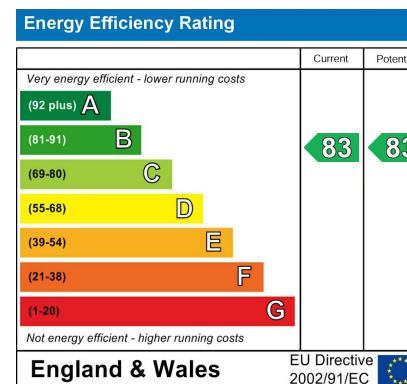 Energy Efficiency Rating
Current Potent
Very energy efficient - lower running costs
(92 plus) A
(81-91) B
83 83
(69-80) C
(55-68) D
(39-54) E
(21-38) F
(1-20) G
Not energy efficient - higher running costs
England & Wales
EU Directive
2002/91/EC